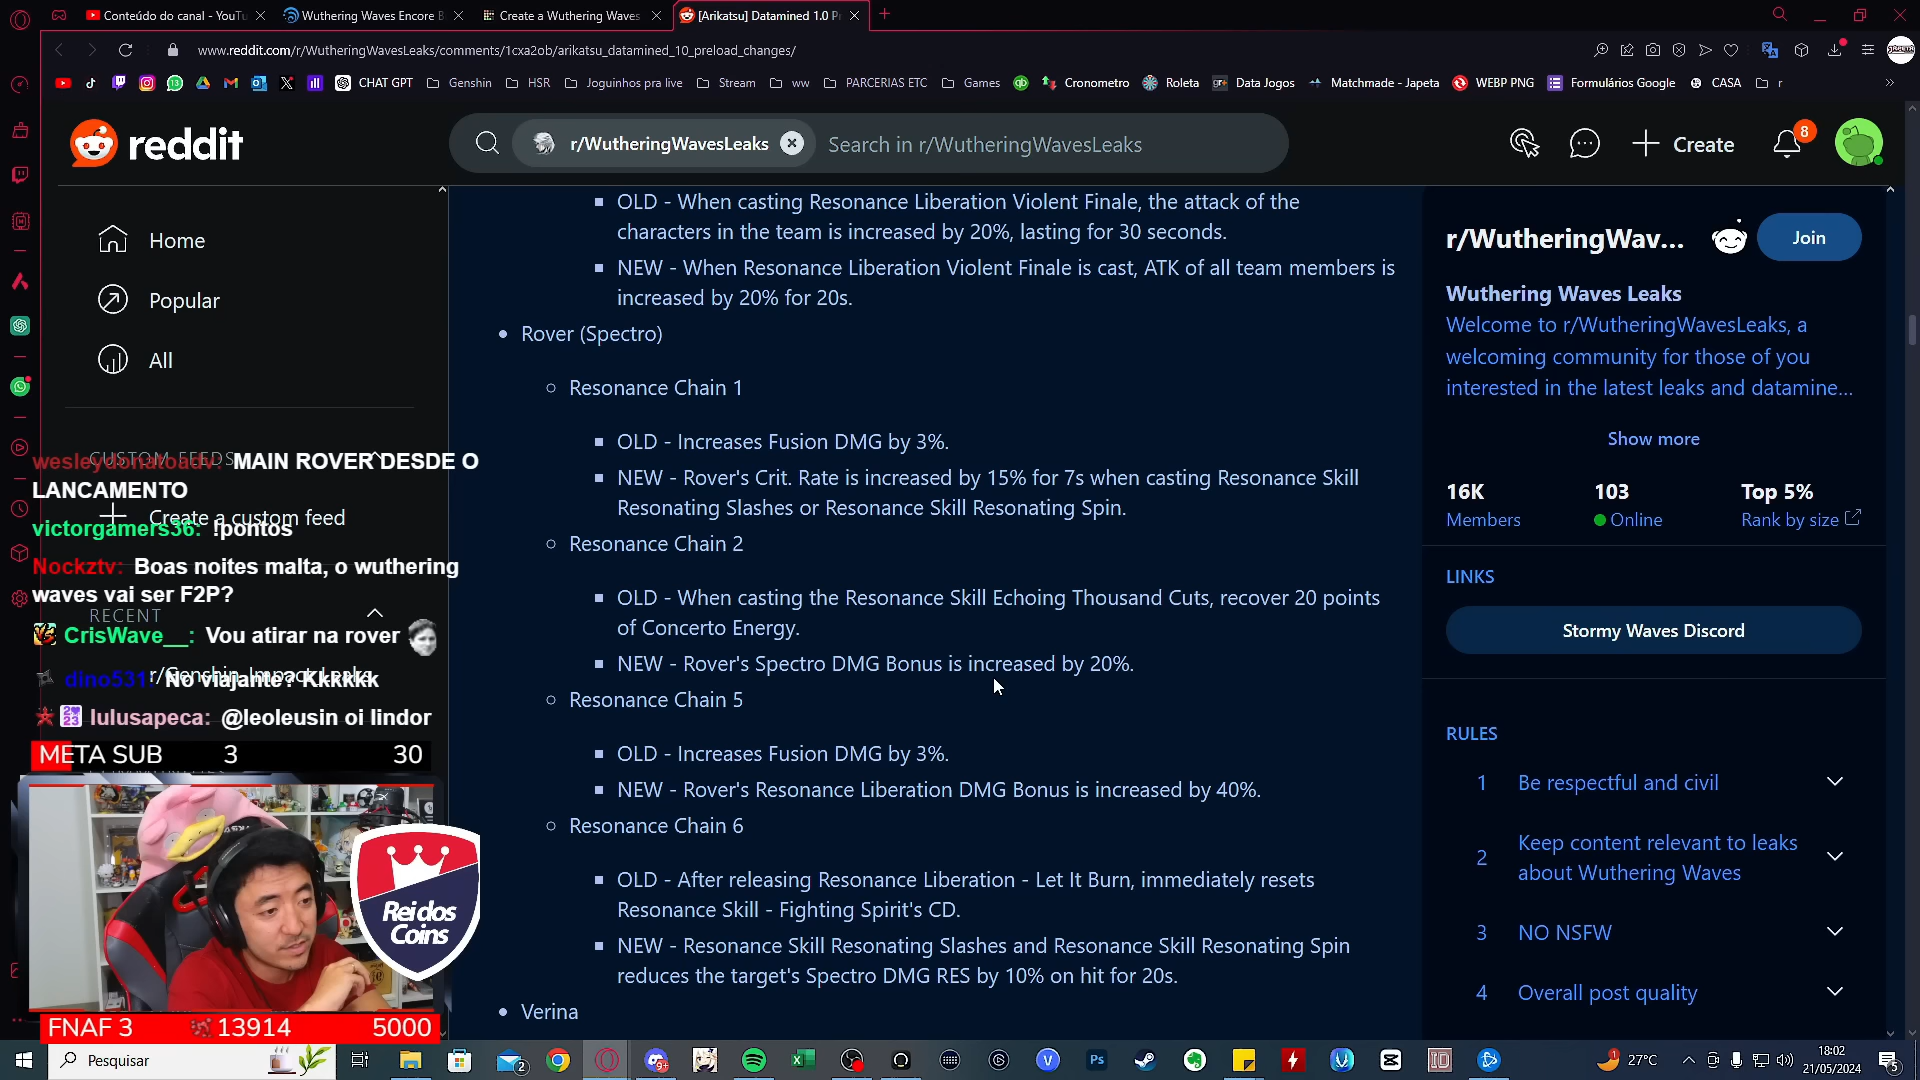 Conteúdo do canal - YouTu
Wuthering Waves Encore B
Create a Wuthering Waves
[Arikatsu] Datamined 1.0 P
www.reddit.com/r/WutheringWavesLeaks/comments/1cxa2ob/arikatsu_datamined_10_preload_changes/
CHAT GPT
Genshin
HSR
Joguinhos pra live
Stream
ww
PARCERIAS ETC
Games
Cronometro
Roleta
Data Jogos
Matchmade - Japeta
WEBP PNG
Formulários Google
CASA
r
reddit
r/WutheringWavesLeaks
Search in r/WutheringWavesLeaks
Create
8
Home
Popular
All
CUSTOM FEEDS
Create a custom feed
RECENT
MAIN ROVER DESDE O
LANCAMENTO
victorgamers36: !pontos
Nockztv: Boas noites malta, o wuthering
waves vai ser F2P?
CrisWave__: Vou atirar na rover
dino531: No viajante? Kkkkkk
r/Genshin_Impact_Leaks
lulusapeca: @leoleusin oi lindor
META SUB 3 30
Rei dos
Coins
FNAF 3 13914 5000
OLD - When casting Resonance Liberation Violent Finale, the attack of the
characters in the team is increased by 20%, lasting for 30 seconds.
NEW - When Resonance Liberation Violent Finale is cast, ATK of all team members is
increased by 20% for 20s.
Rover (Spectro)
Resonance Chain 1
OLD - Increases Fusion DMG by 3%.
NEW - Rover's Crit. Rate is increased by 15% for 7s when casting Resonance Skill
Resonating Slashes or Resonance Skill Resonating Spin.
Resonance Chain 2
OLD - When casting the Resonance Skill Echoing Thousand Cuts, recover 20 points
of Concerto Energy.
NEW - Rover's Spectro DMG Bonus is increased by 20%.
Resonance Chain 5
OLD - Increases Fusion DMG by 3%.
NEW - Rover's Resonance Liberation DMG Bonus is increased by 40%.
Resonance Chain 6
OLD - After releasing Resonance Liberation - Let It Burn, immediately resets
Resonance Skill - Fighting Spirit's CD.
NEW - Resonance Skill Resonating Slashes and Resonance Skill Resonating Spin
reduces the target's Spectro DMG RES by 10% on hit for 20s.
Verina
r/WutheringWav...
Join
Wuthering Waves Leaks
Welcome to r/WutheringWavesLeaks, a
welcoming community for those of you
interested in the latest leaks and datamine...
Show more
16K
Members
103
Online
Top 5%
Rank by size
LINKS
Stormy Waves Discord
RULES
1 Be respectful and civil
2 Keep content relevant to leaks
about Wuthering Waves
3 NO NSFW
4 Overall post quality
Pesquisar
27°C
18:02
21/05/2024